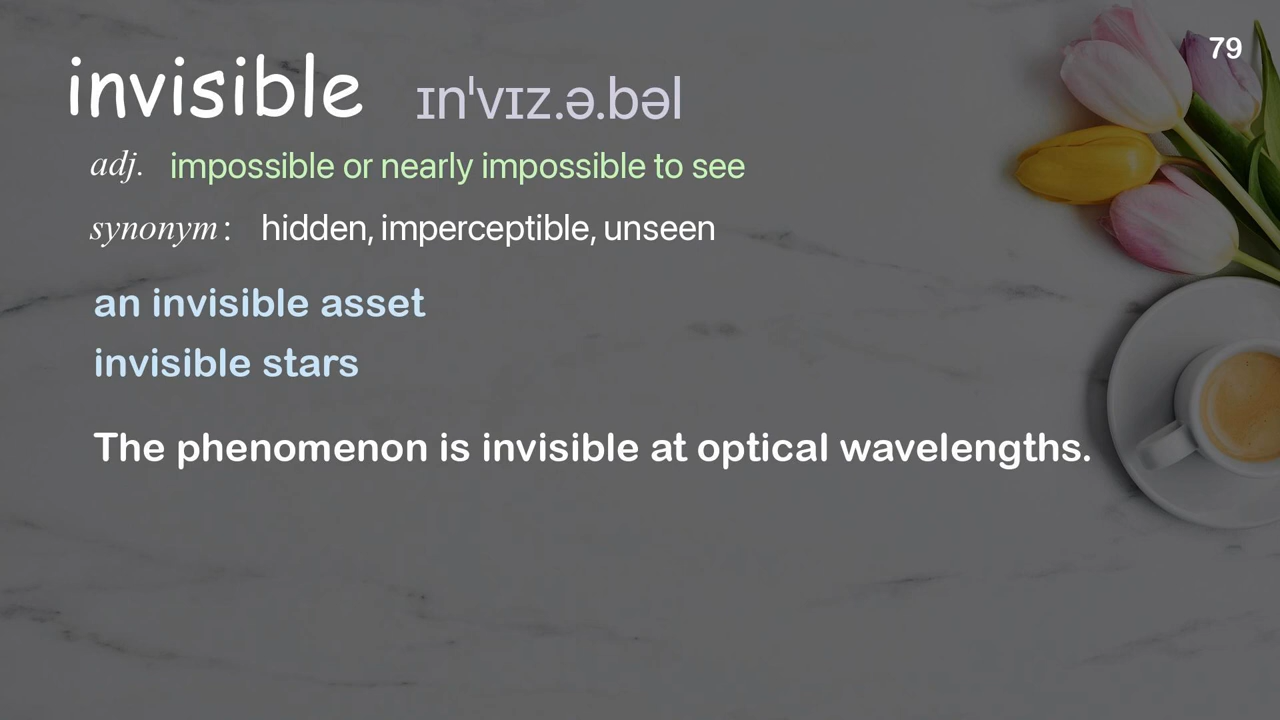 79
invisible ɪnˈvɪz.ə.bəl
adj. impossible or nearly impossible to see
synonym: hidden, imperceptible, unseen
an invisible asset
invisible stars
The phenomenon is invisible at optical wavelengths.